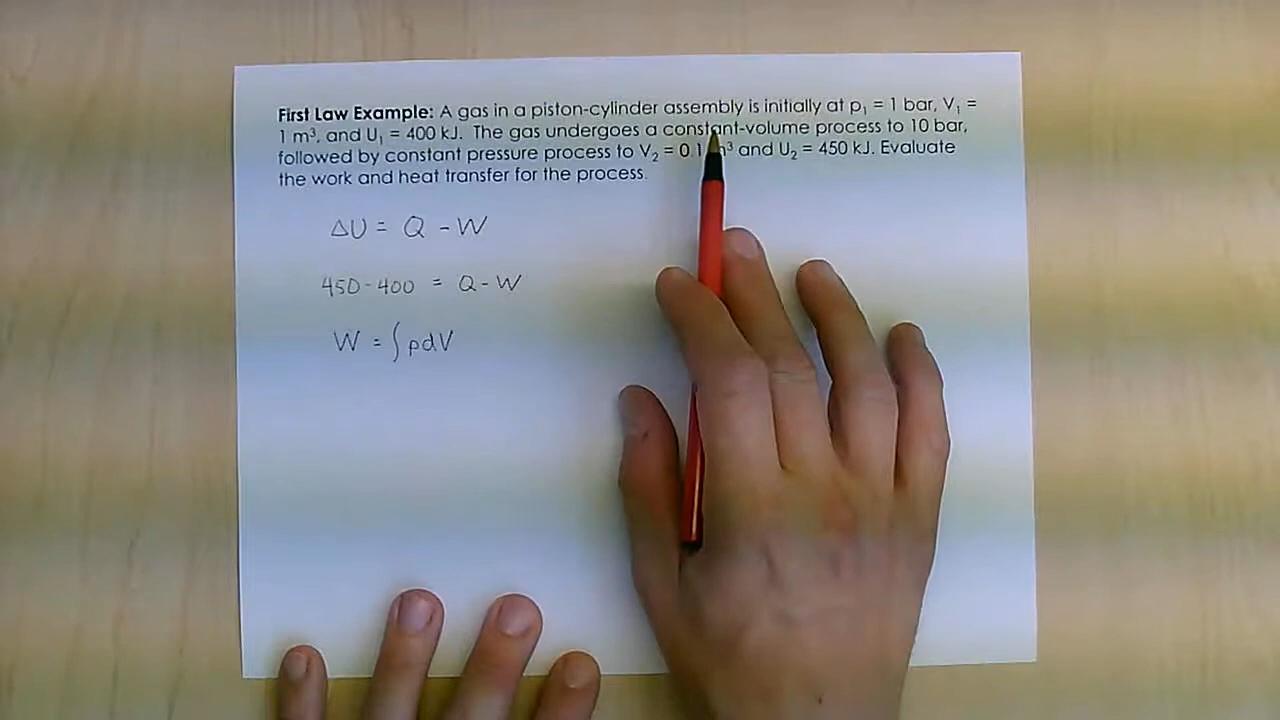 First Law Example: A gas in a piston-cylinder assembly is initially at p₁ = 1 bar, V₁ =
1 m³, and U₁ = 400 kJ. The gas undergoes a constant-volume process to 10 bar,
followed by constant pressure process to V₂ = 0.1 m³ and U₂ = 450 kJ. Evaluate
the work and heat transfer for the process.
ΔU = Q - W
450-400 = Q-W
W = ∫pdV